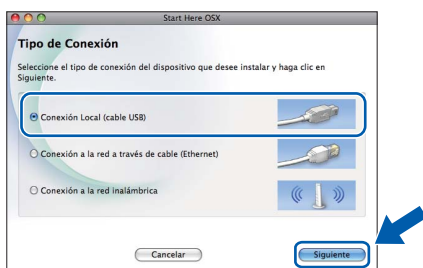 Start Here OSX
Tipo de Conexión
Seleccione el tipo de conexión del dispositivo que desee instalar y haga clic en
Siguiente.
Conexión Local (cable USB)
Conexión a la red a través de cable (Ethernet)
Conexión a la red inalámbrica
Cancelar
Siguiente